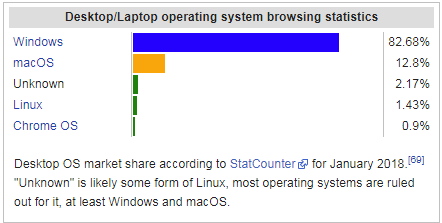 Desktop/Laptop operating system browsing statistics
Windows 82.68%
macOS 12.8%
Unknown 2.17%
Linux 1.43%
Chrome OS 0.9%
Desktop OS market share according to StatCounter for January 2018.[69]
"Unknown" is likely some form of Linux, most operating systems are ruled
out for it, at least Windows and macOS.